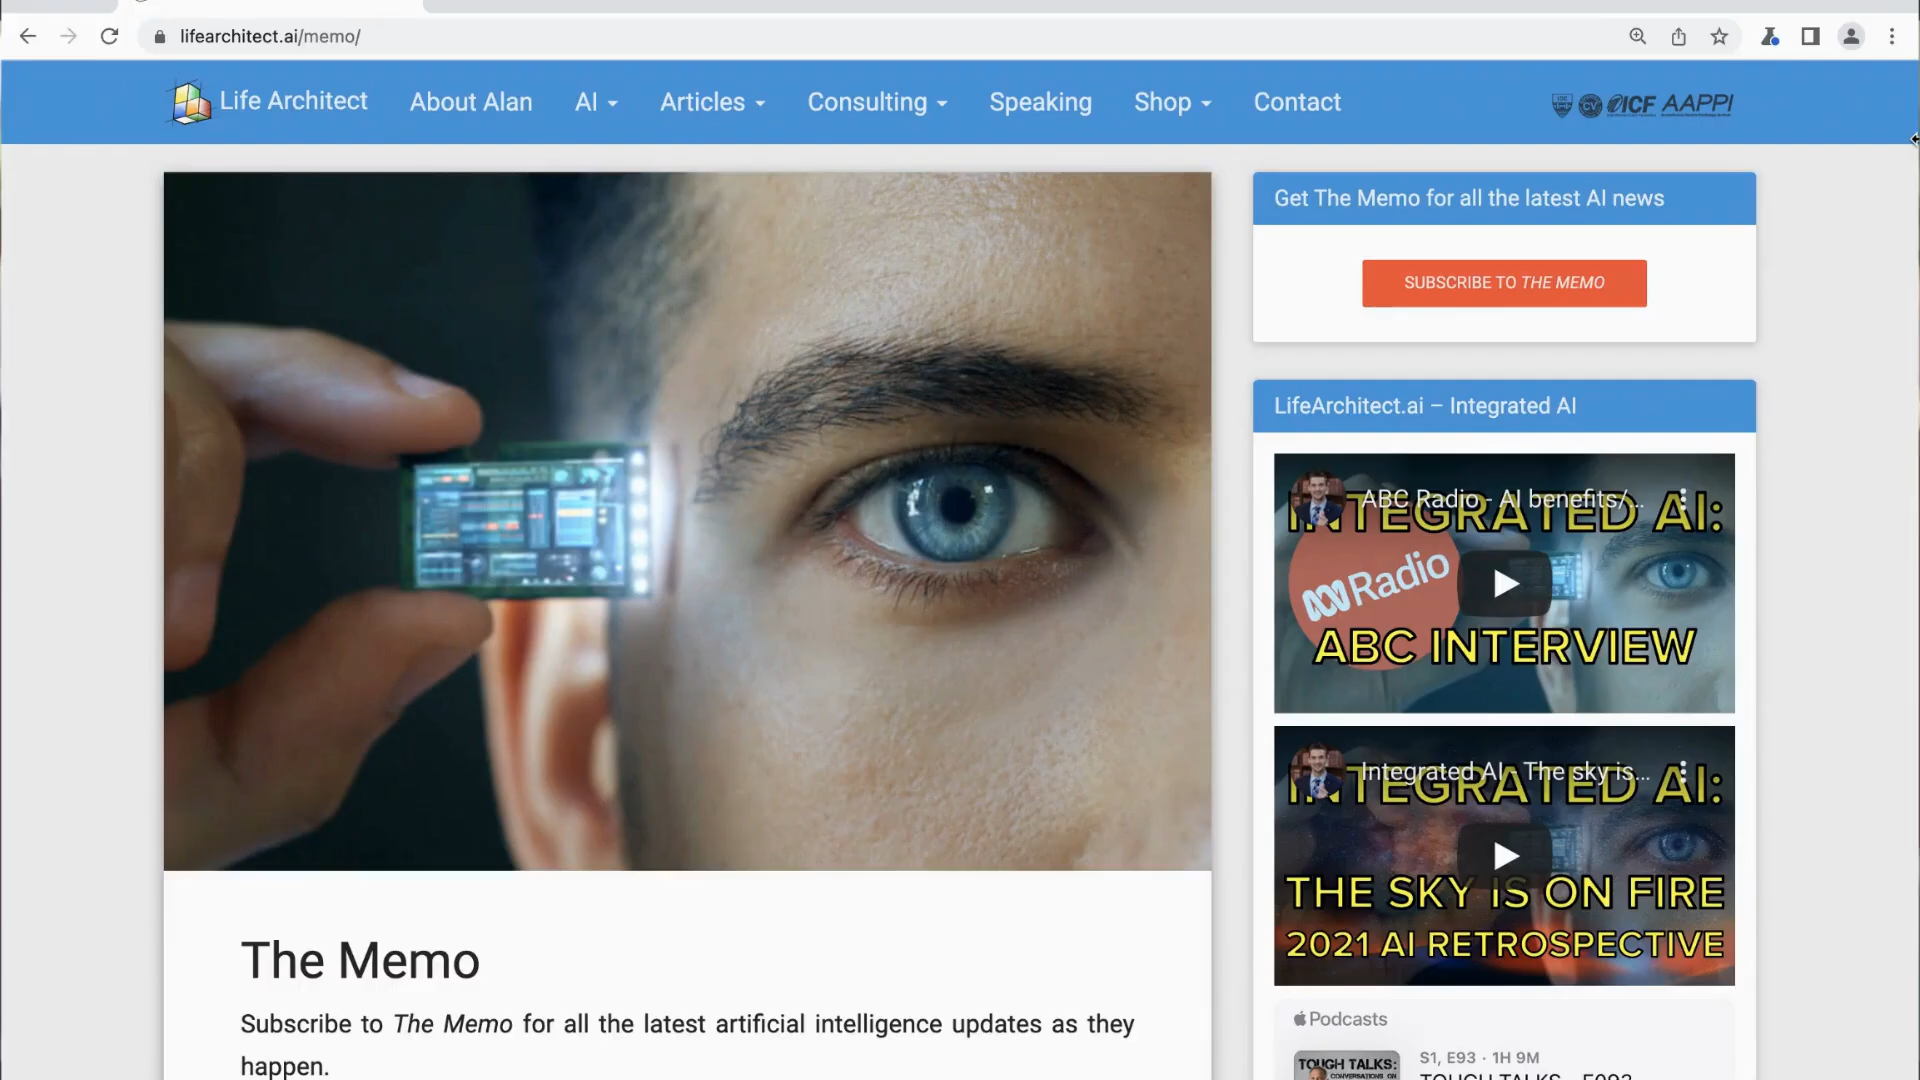 lifearchitect.ai/memo/
Life Architect
About Alan
AI
Articles
Consulting
Speaking
Shop
Contact
ICF AAPPI
Get The Memo for all the latest AI news
SUBSCRIBE TO THE MEMO
LifeArchitect.ai – Integrated AI
ABC Radio - AI benefits/...
INTEGRATED AI:
Radio
ABC INTERVIEW
Integrated AI - The sky is...
INTEGRATED AI:
THE SKY IS ON FIRE
2021 AI RETROSPECTIVE
The Memo
Subscribe to The Memo for all the latest artificial intelligence updates as they
happen.
Podcasts
S1, E93 · 1H 9M
TOUGH TALKS:
TOUGH TALKS – E093